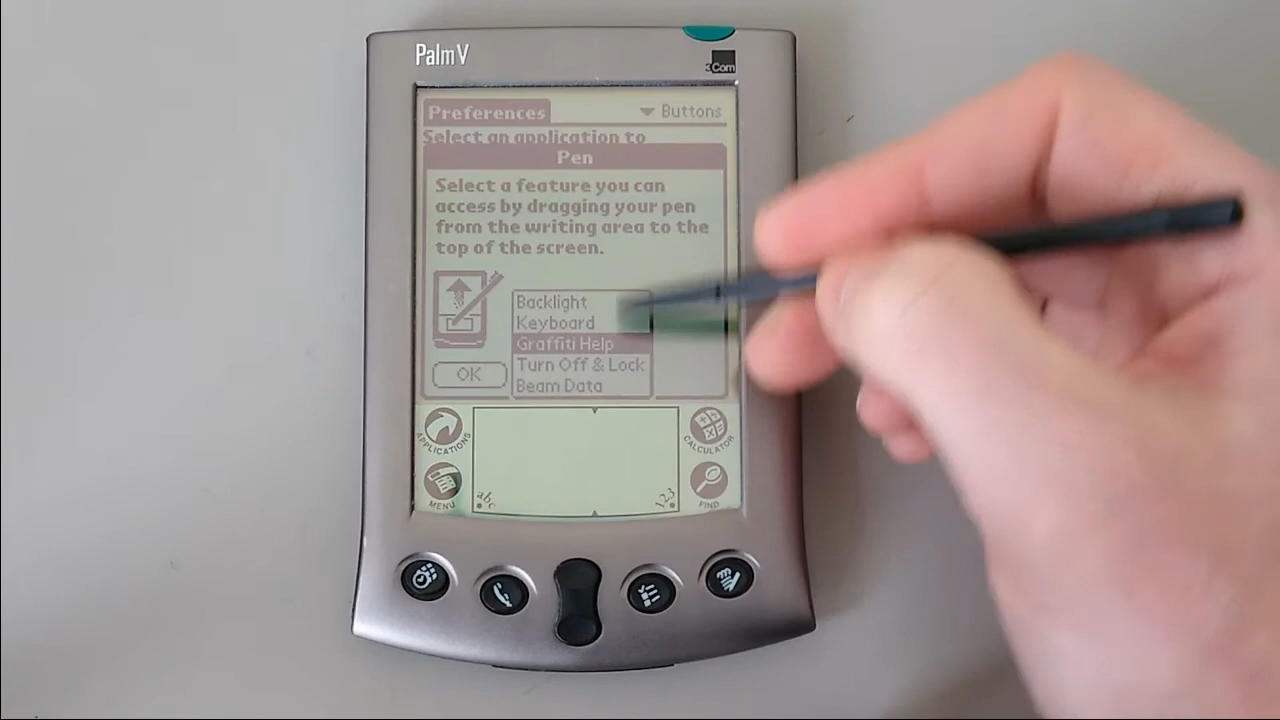 Palm V
3Com
Preferences
Buttons
Select an application to
Pen
Select a feature you can
access by dragging your pen
from the writing area to the
top of the screen.
Backlight
Keyboard
Graffiti Help
Turn Off & Lock
Beam Data
OK
APPLICATIONS
MENU
abc
123
CALCULATOR
FIND